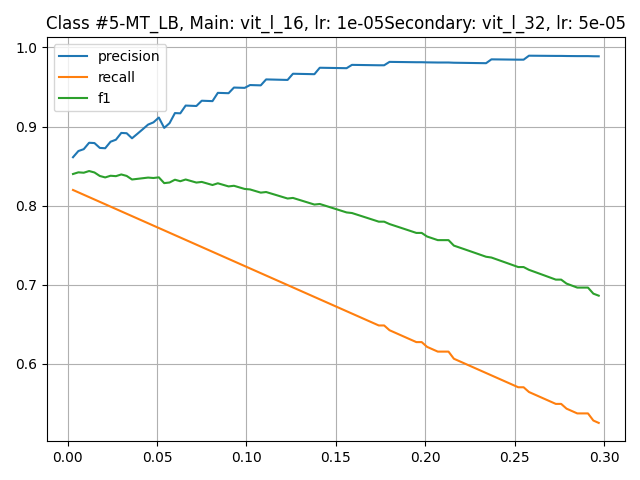 Class #5-MT_LB, Main: vit_l_16, lr: 1e-05Secondary: vit_l_32, lr: 5e-05
precision
recall
f1
1.0
0.9
0.8
0.7
0.6
0.00 0.05 0.10 0.15 0.20 0.25 0.30